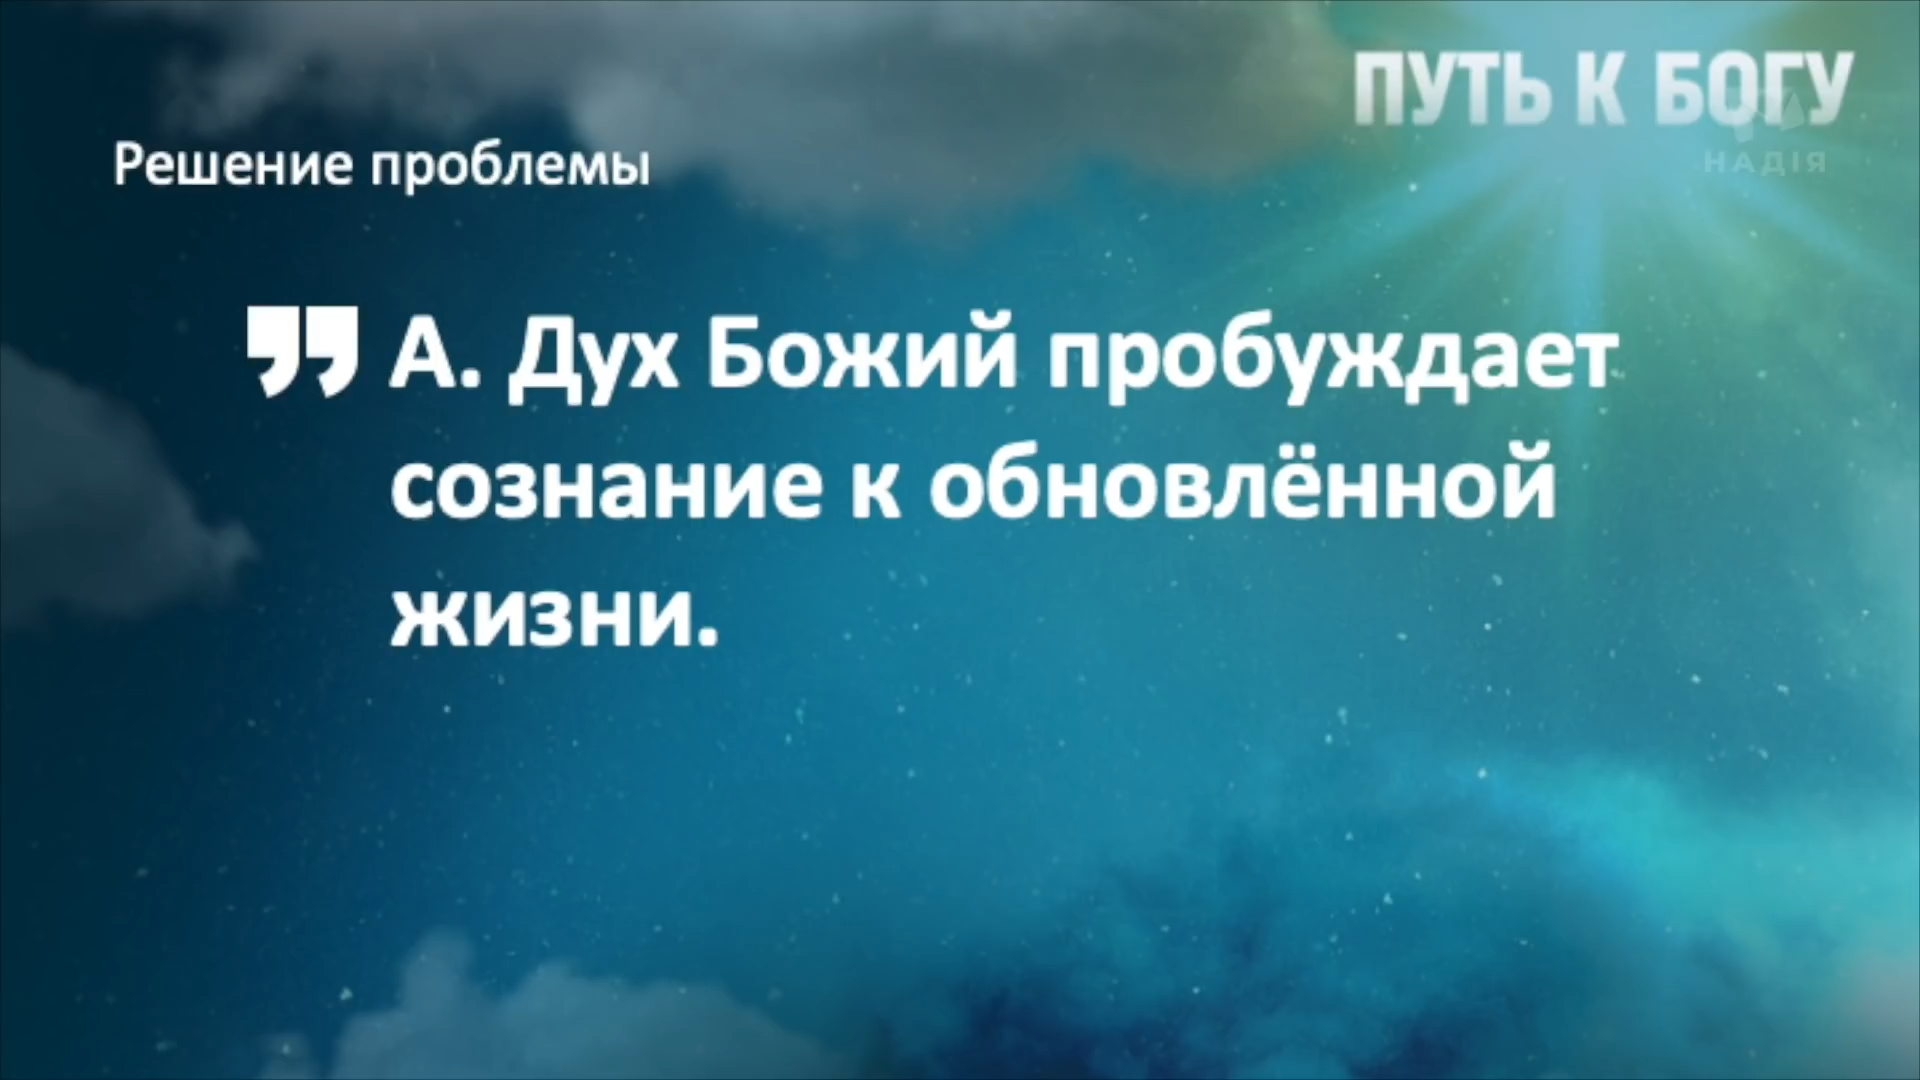 ПУТЬ К БОГУ
НАДІЯ
Решение проблемы
А. Дух Божий пробуждает
сознание к обновлённой
жизни.